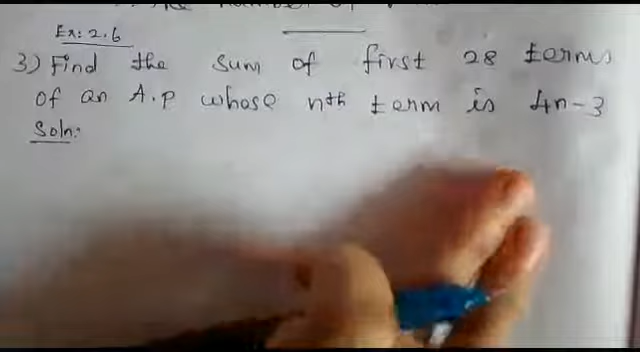 Ex: 2.6
3) Find the sum of first 28 terms
of an A.P whose nth term is 4n-3
Soln: